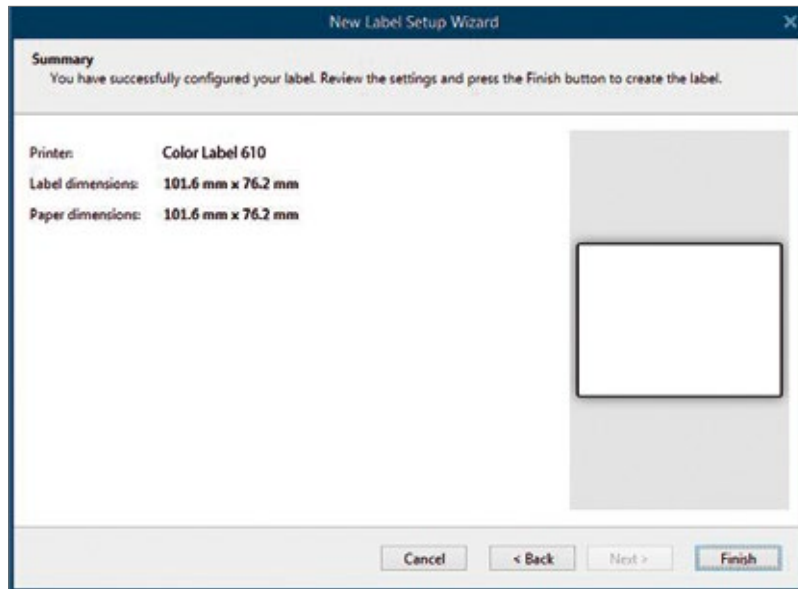 New Label Setup Wizard
Summary
You have successfully configured your label. Review the settings and press the Finish button to create the label.
Printer: Color Label 610
Label dimensions: 101.6 mm x 76.2 mm
Paper dimensions: 101.6 mm x 76.2 mm
Cancel < Back Next > Finish